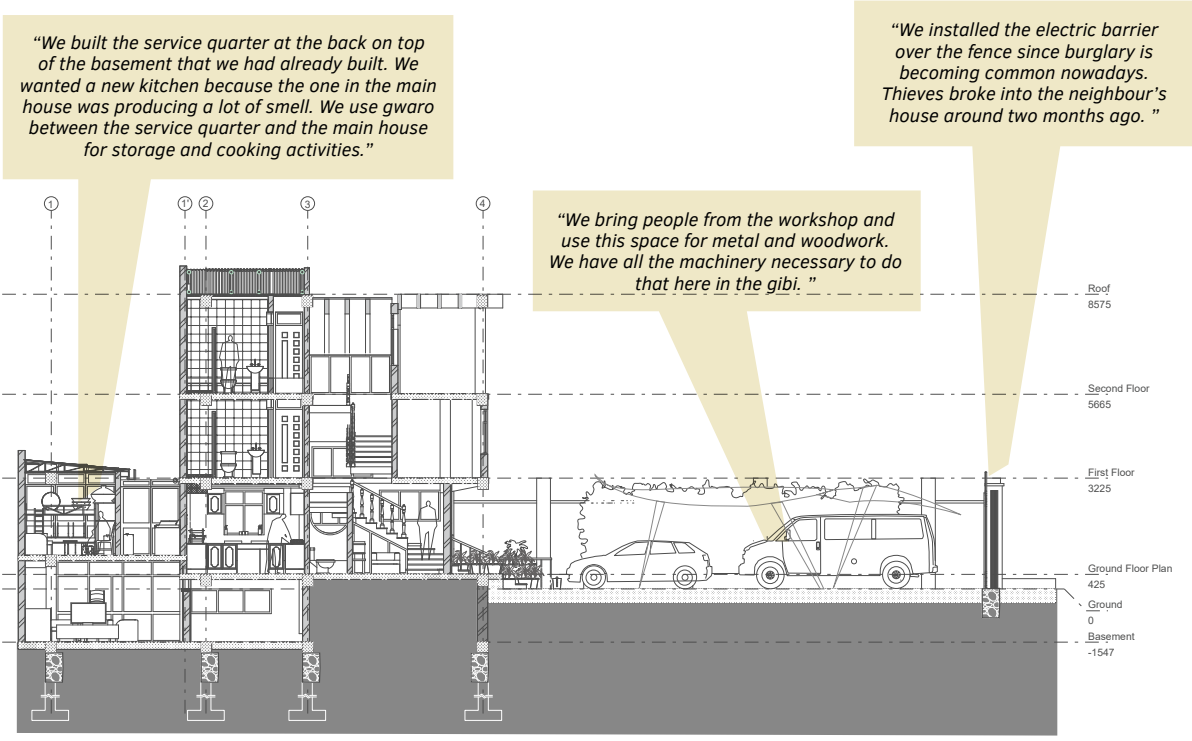 “We built the service quarter at the back on top
of the basement that we had already built. We
wanted a new kitchen because the one in the main
house was producing a lot of smell. We use gwaro
between the service quarter and the main house
for storage and cooking activities.”
“We installed the electric barrier
over the fence since burglary is
becoming common nowadays.
Thieves broke into the neighbour’s
house around two months ago. ”
“We bring people from the workshop and
use this space for metal and woodwork.
We have all the machinery necessary to do
that here in the gibi. ”
1 1' 2 3 4
Roof
8575
Second Floor
5665
First Floor
3225
Ground Floor Plan
425
Ground
0
Basement
-1547